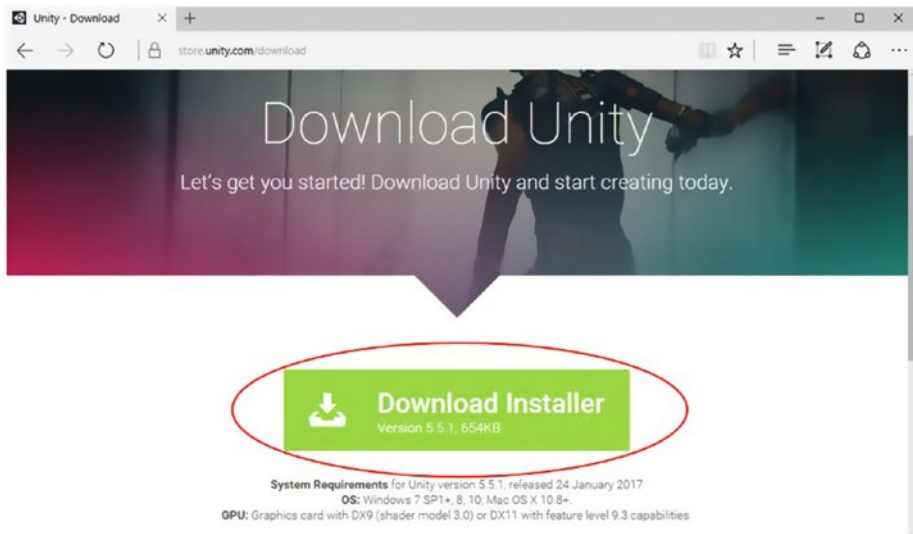 Unity - Download
store.unity.com/download
Download Unity
Let's get you started! Download Unity and start creating today.
Download Installer
Version 5.5.1, 654KB
System Requirements for Unity version 5.5.1, released 24 January 2017
OS: Windows 7 SP1+, 8, 10; Mac OS X 10.8+.
GPU: Graphics card with DX9 (shader model 3.0) or DX11 with feature level 9.3 capabilities